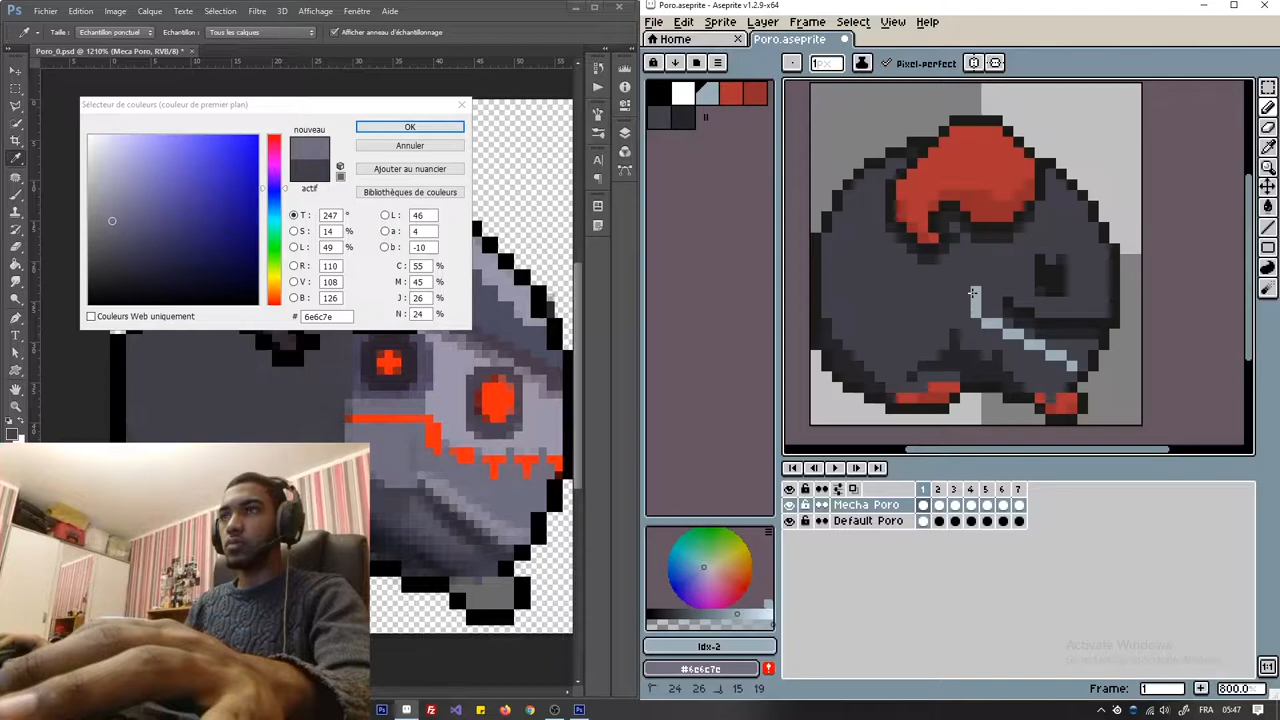 Ps Fichier Edition Image Calque Texte Sélection Filtre 3D Affichage Fenêtre Aide
Taille : Echantillon ponctuel Echantillon : Tous les calques Afficher anneau d'échantillonnage
Poro_0.psd @ 1210% (Meca Poro, RVB/8) * ×
Sélecteur de couleurs (couleur de premier plan)
nouveau
actif
OK
Annuler
Ajouter au nuancier
Bibliothèques de couleurs
T : 247 ° L : 46
S : 14 % a : 4
L : 49 % b : -10
R : 110 C : 55 %
V : 108 M : 45 %
B : 126 J : 26 %
# 6e6c7e N : 24 %
Couleurs Web uniquement
Poro.aseprite - Aseprite v1.2.9-x64
File Edit Sprite Layer Frame Select View Help
Home Poro.aseprite
1px Pixel-perfect
1 2 3 4 5 6 7
Mecha Poro
Default Poro
Idx-2
#6e6c7e
24 26 15 19
Activate Windows
Frame: 1 800.0
1:1
FRA 05:47